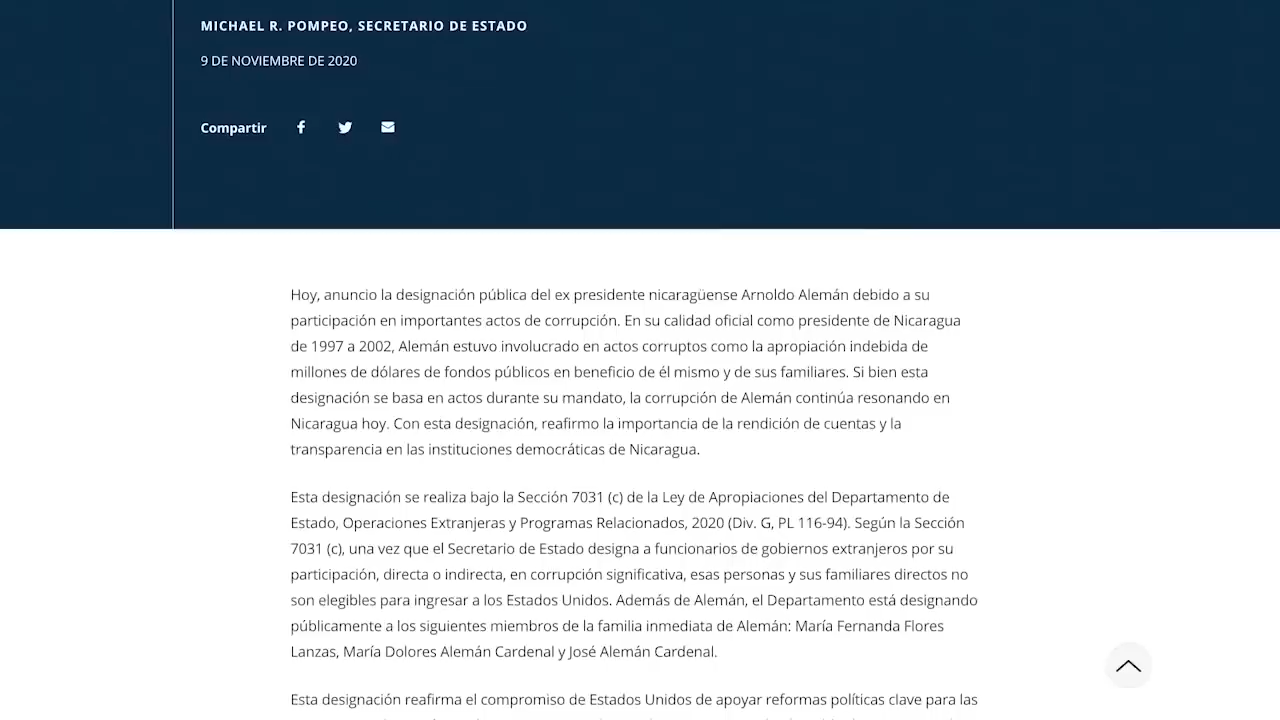 MICHAEL R. POMPEO, SECRETARIO DE ESTADO
9 DE NOVIEMBRE DE 2020
Compartir
Hoy, anuncio la designación pública del ex presidente nicaragüense Arnoldo Alemán debido a su
participación en importantes actos de corrupción. En su calidad oficial como presidente de Nicaragua
de 1997 a 2002, Alemán estuvo involucrado en actos corruptos como la apropiación indebida de
millones de dólares de fondos públicos en beneficio de él mismo y de sus familiares. Si bien esta
designación se basa en actos durante su mandato, la corrupción de Alemán continúa resonando en
Nicaragua hoy. Con esta designación, reafirmo la importancia de la rendición de cuentas y la
transparencia en las instituciones democráticas de Nicaragua.
Esta designación se realiza bajo la Sección 7031 (c) de la Ley de Apropiaciones del Departamento de
Estado, Operaciones Extranjeras y Programas Relacionados, 2020 (Div. G, PL 116-94). Según la Sección
7031 (c), una vez que el Secretario de Estado designa a funcionarios de gobiernos extranjeros por su
participación, directa o indirecta, en corrupción significativa, esas personas y sus familiares directos no
son elegibles para ingresar a los Estados Unidos. Además de Alemán, el Departamento está designando
públicamente a los siguientes miembros de la familia inmediata de Alemán: María Fernanda Flores
Lanzas, María Dolores Alemán Cardenal y José Alemán Cardenal.
Esta designación reafirma el compromiso de Estados Unidos de apoyar reformas políticas clave para las